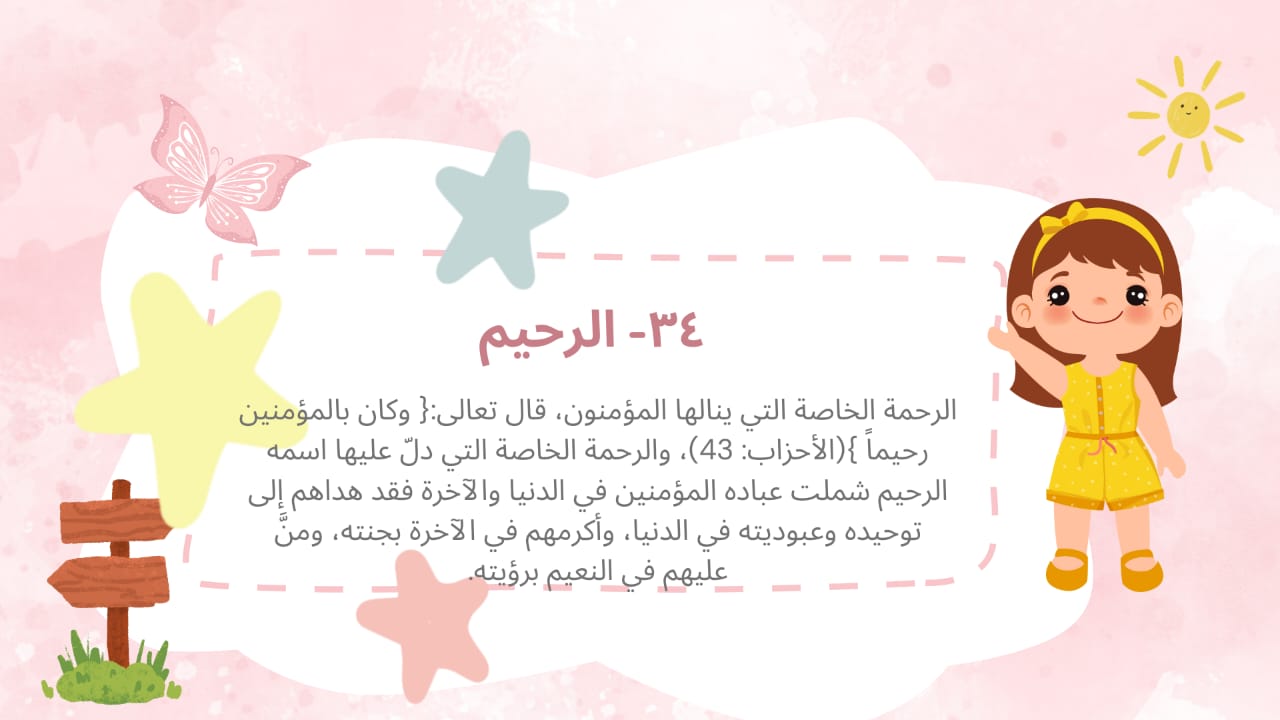 ٣٤- الرحيم
الرحمة الخاصة التي ينالها المؤمنون، قال تعالى:{ وكان بالمؤمنين
رحيماً }(الأحزاب: 43)، والرحمة الخاصة التي دلّ عليها اسمه
الرحيم شملت عباده المؤمنين في الدنيا والآخرة فقد هداهم إلى
توحيده وعبوديته في الدنيا، وأكرمهم في الآخرة بجنته، ومنَّ
عليهم في النعيم برؤيته.